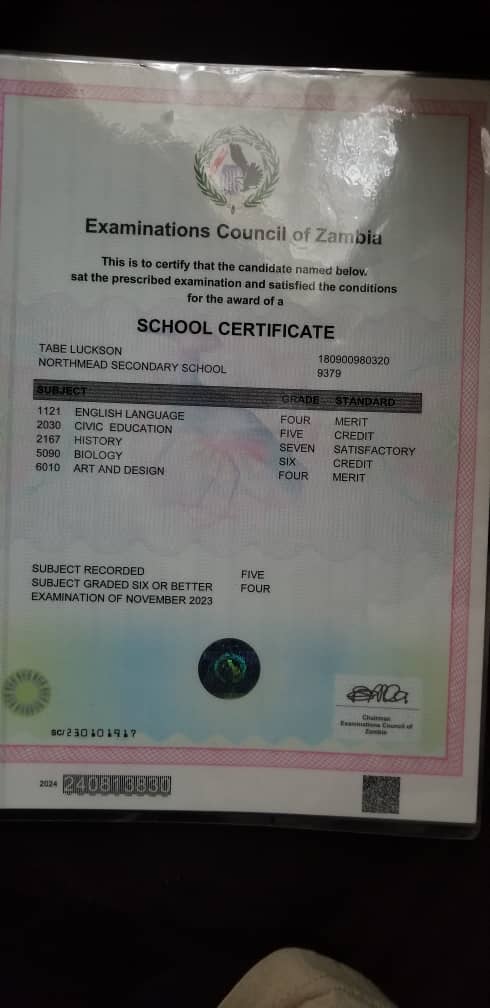 Examinations Council of Zambia
This is to certify that the candidate named below.
sat the prescribed examination and satisfied the conditions
for the award of a
SCHOOL CERTIFICATE
TABE LUCKSON 180900980320
NORTHMEAD SECONDARY SCHOOL 9379
SUBJECT GRADE STANDARD
1121 ENGLISH LANGUAGE FOUR MERIT
2030 CIVIC EDUCATION FIVE CREDIT
2167 HISTORY SEVEN SATISFACTORY
5090 BIOLOGY SIX CREDIT
6010 ART AND DESIGN FOUR MERIT
SUBJECT RECORDED FIVE
SUBJECT GRADED SIX OR BETTER FOUR
EXAMINATION OF NOVEMBER 2023
Chairman
Examinations Council of
Zambia
SC/230101917
2024 240813830